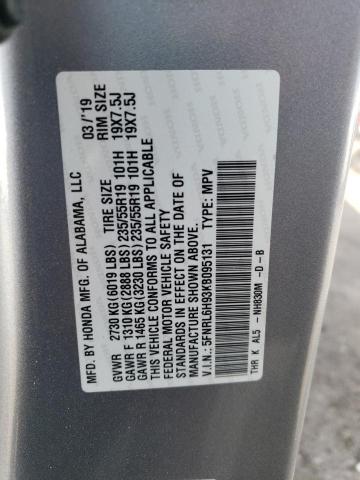 MFD. BY HONDA MFG. OF ALABAMA, LLC 03/'19
TIRE SIZE RIM SIZE
GVWR 2730 KG(6019 LBS)
GAWR F 1310 KG(2888 LBS) 235/55R19 101H 19X7.5J
GAWR R 1465 KG(3230 LBS) 235/55R19 101H 19X7.5J
THIS VEHICLE CONFORMS TO ALL APPLICABLE
FEDERAL MOTOR VEHICLE SAFETY
STANDARDS IN EFFECT ON THE DATE OF
MANUFACTURE SHOWN ABOVE.
V.I.N.: 5FNRL6H93KB095131 TYPE: MPV
THR K AL5 - NH830M -D -B